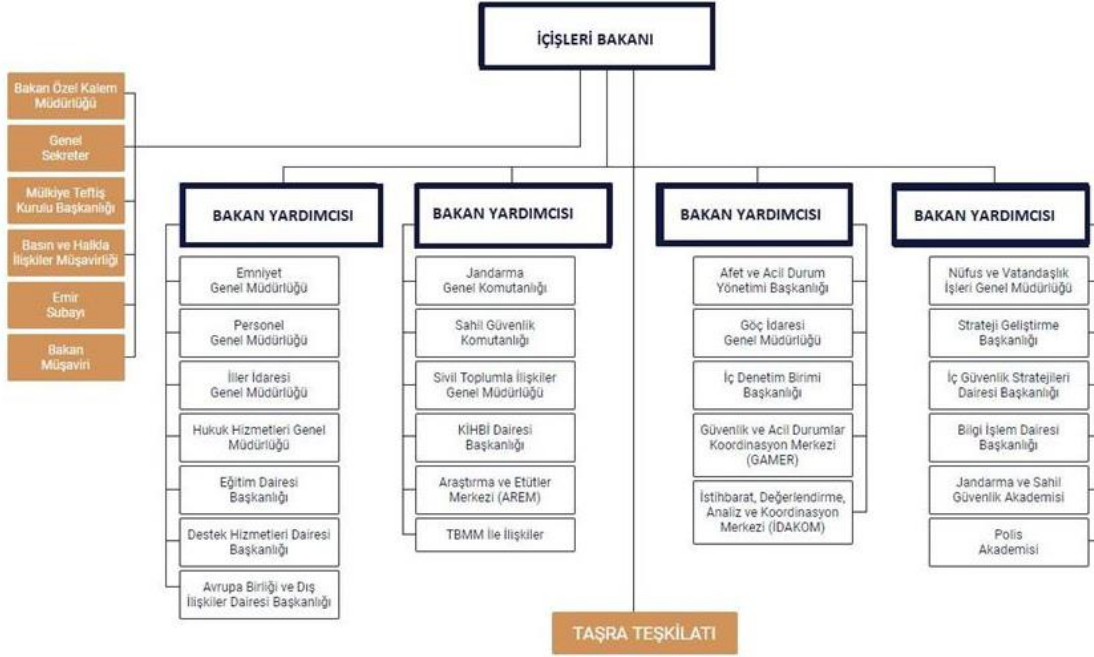 İÇİŞLERİ BAKANI
Bakan Özel Kalem
Müdürlüğü
Genel
Sekreter
Mülkiye Teftiş
Kurulu Başkanlığı
Basın ve Halkla
İlişkiler Müşavirliği
Emir
Subayı
Bakan
Müşaviri
BAKAN YARDIMCISI
Emniyet
Genel Müdürlüğü
Personel
Genel Müdürlüğü
İller İdaresi
Genel Müdürlüğü
Hukuk Hizmetleri Genel
Müdürlüğü
Eğitim Dairesi
Başkanlığı
Destek Hizmetleri Dairesi
Başkanlığı
Avrupa Birliği ve Dış
İlişkiler Dairesi Başkanlığı
BAKAN YARDIMCISI
Jandarma
Genel Komutanlığı
Sahil Güvenlik
Komutanlığı
Sivil Toplumla İlişkiler
Genel Müdürlüğü
KİHBİ Dairesi
Başkanlığı
Araştırma ve Etütler
Merkezi (AREM)
TBMM İle İlişkiler
BAKAN YARDIMCISI
Afet ve Acil Durum
Yönetimi Başkanlığı
Göç İdaresi
Genel Müdürlüğü
İç Denetim Birimi
Başkanlığı
Güvenlik ve Acil Durumlar
Koordinasyon Merkezi
(GAMER)
İstihbarat, Değerlendirme,
Analiz ve Koordinasyon
Merkezi (İDAKOM)
BAKAN YARDIMCISI
Nüfus ve Vatandaşlık
İşleri Genel Müdürlüğü
Strateji Geliştirme
Başkanlığı
İç Güvenlik Stratejileri
Dairesi Başkanlığı
Bilgi İşlem Dairesi
Başkanlığı
Jandarma ve Sahil
Güvenlik Akademisi
Polis
Akademisi
TAŞRA TEŞKİLATI